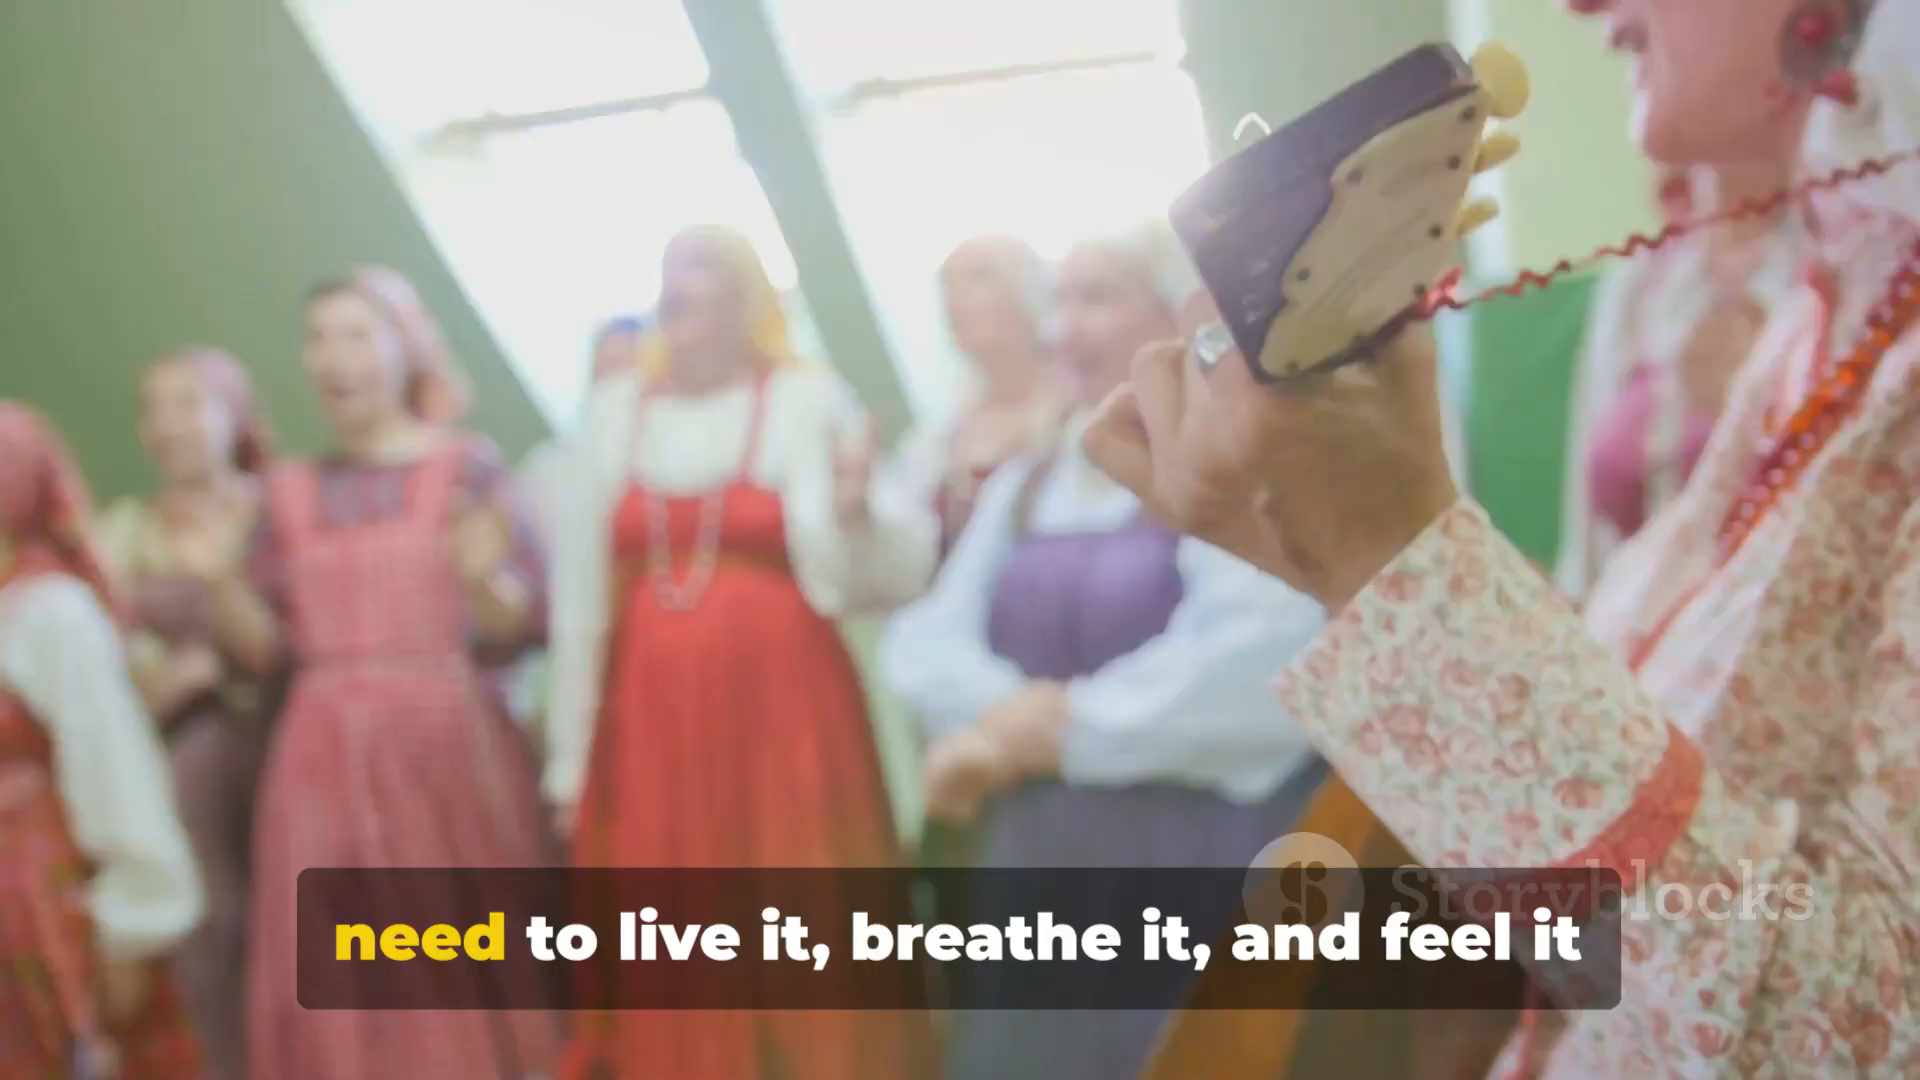 Storyblocks
need to live it, breathe it, and feel it